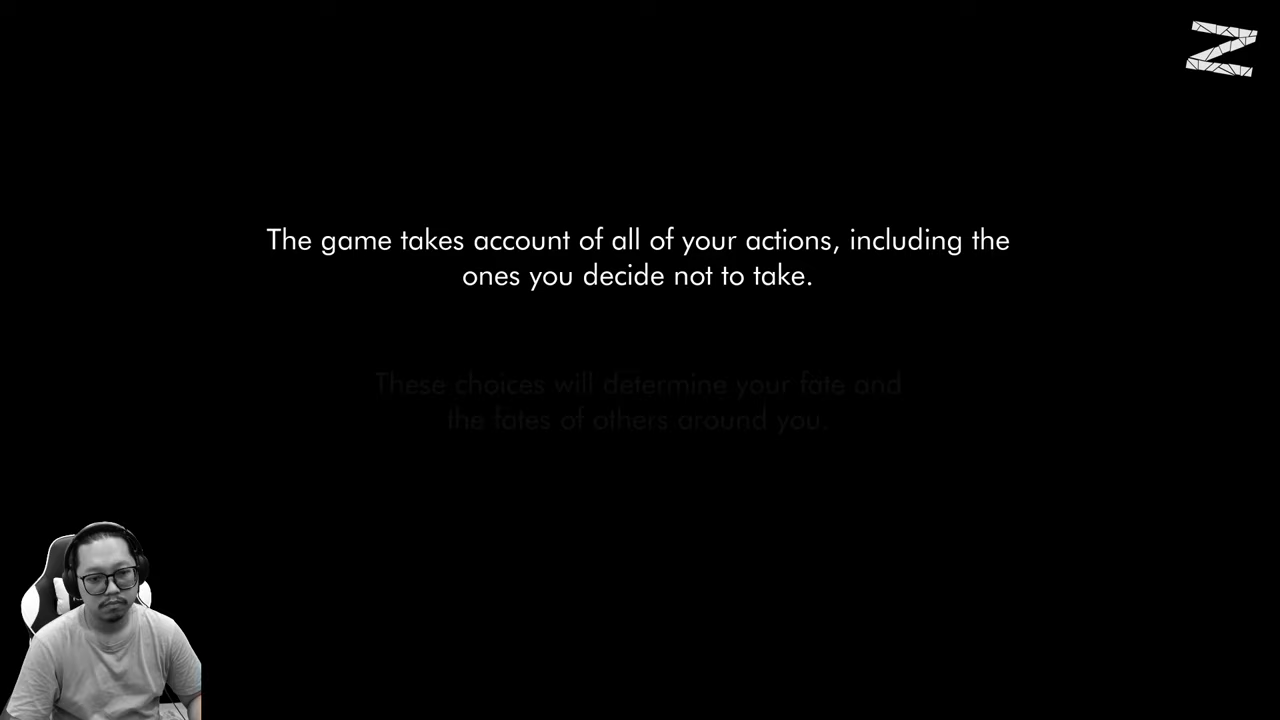 Z
The game takes account of all of your actions, including the
ones you decide not to take.
These choices will determine your fate and
the fates of others around you.